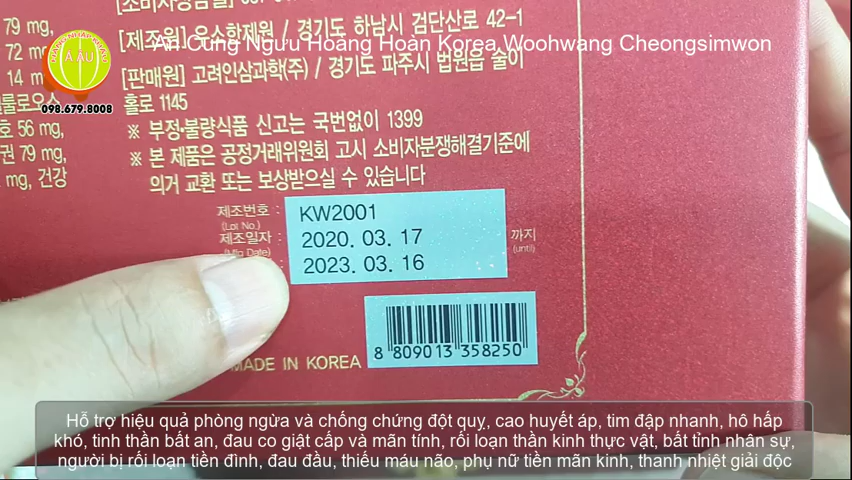 An Cung Ngưu Hoàng Hoàn Korea Woohwang Cheongsimwon
Á ÂU
098.679.8008
79 mg,
72 mg
14 m
호 56 mg,
권 79 mg,
mg, 건강
[제조원] 옥소향제원 / 경기도 하남시 검단산로 42-1
[판매원] 고려인삼과학(주) / 경기도 파주시 법원읍 술이
홀로 1145
※ 부정·불량식품 신고는 국번없이 1399
※ 본 제품은 공정거래위원회 고시 소비자분쟁해결기준에
의거 교환 또는 보상받으실 수 있습니다
제조번호 : KW2001
(Lot No.)
제조일자 : 2020. 03. 17 까지
(Mfg Date) (until)
2023. 03. 16
8 809013 358250
MADE IN KOREA
Hỗ trợ hiệu quả phòng ngừa và chống chứng đột quỵ, cao huyết áp, tim đập nhanh, hô hấp
khó, tinh thần bất an, đau co giật cấp và mãn tính, rối loạn thần kinh thực vật, bất tỉnh nhân sự,
người bị rối loạn tiền đình, đau đầu, thiếu máu não, phụ nữ tiền mãn kinh, thanh nhiệt giải độc